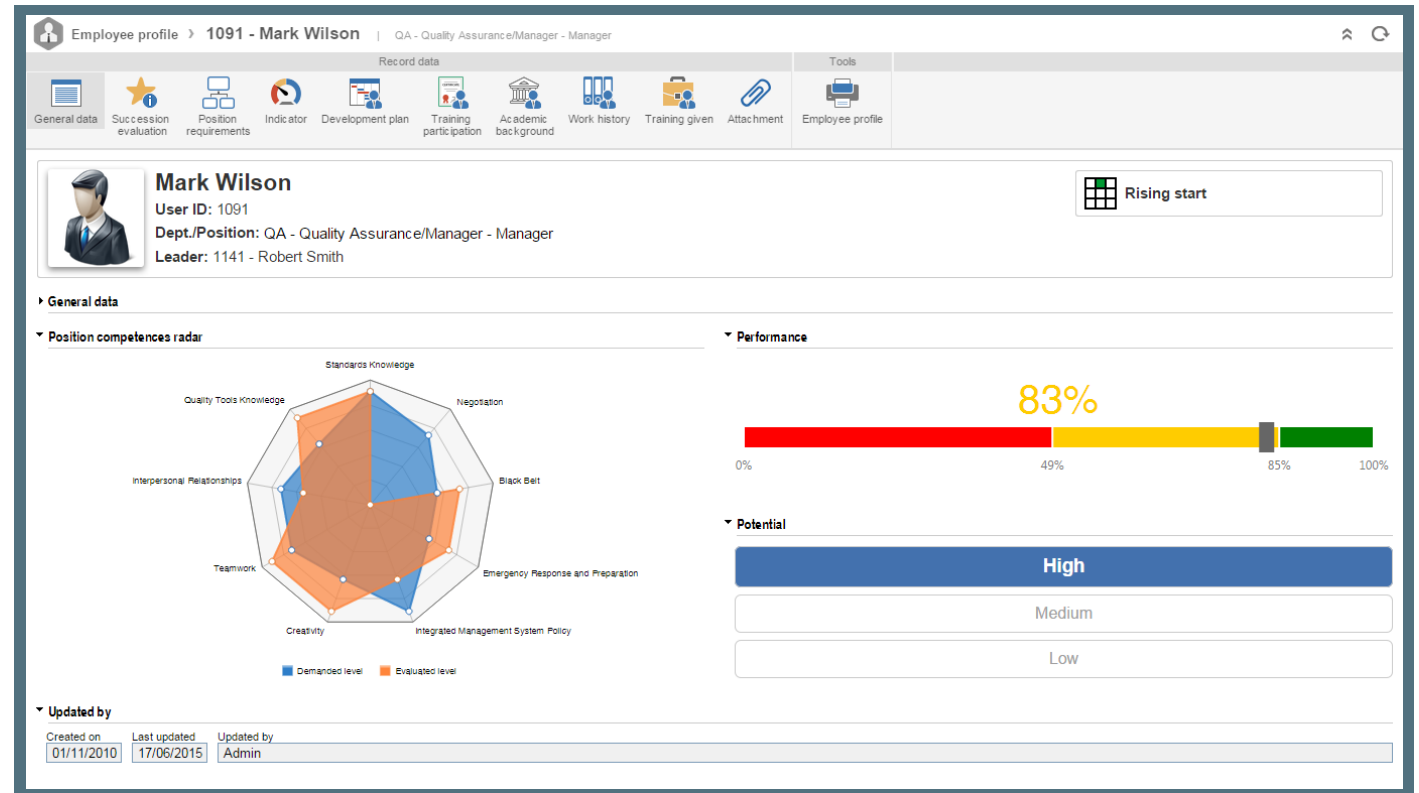 Employee profile › 1091 - Mark Wilson | QA - Quality Assurance/Manager - Manager
Record data Tools
General data Succession evaluation Position requirements Indicator Development plan Training participation Academic background Work history Training given Attachment Employee profile
Mark Wilson
User ID: 1091
Dept./Position: QA - Quality Assurance/Manager - Manager
Leader: 1141 - Robert Smith
Rising start
General data
Position competences radar
Standards Knowledge
Negotiation
Black Belt
Emergency Response and Preparation
Integrated Management System Policy
Creativity
Teamwork
Interpersonal Relationships
Quality Tools Knowledge
Demanded level Evaluated level
Performance
83%
0% 49% 85% 100%
Potential
High
Medium
Low
Updated by
Created on Last updated Updated by
01/11/2010 17/06/2015 Admin